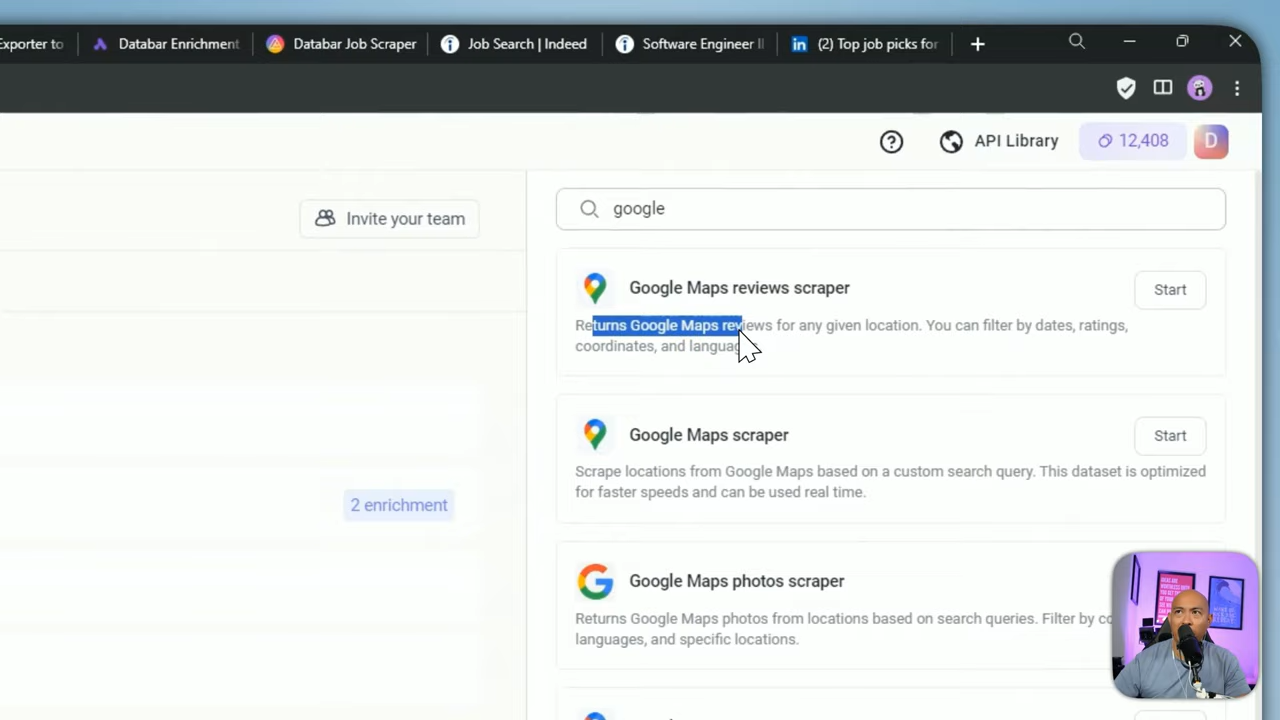 Exporter to
Databar Enrichment
Databar Job Scraper
Job Search | Indeed
Software Engineer
(2) Top job picks for
API Library
12,408
D
Invite your team
google
Google Maps reviews scraper
Start
Returns Google Maps reviews for any given location. You can filter by dates, ratings,
coordinates, and language
Google Maps scraper
Start
Scrape locations from Google Maps based on a custom search query. This dataset is optimized
for faster speeds and can be used real time.
2 enrichment
Google Maps photos scraper
Returns Google Maps photos from locations based on search queries. Filter by co
languages, and specific locations.